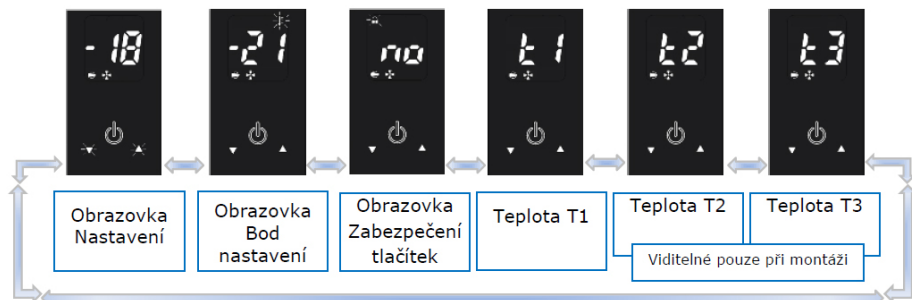 -18
-21
no
t1
t2
t3
Obrazovka
Nastavení
Obrazovka
Bod
nastavení
Obrazovka
Zabezpečení
tlačítek
Teplota T1
Teplota T2
Teplota T3
Viditelné pouze při montáži